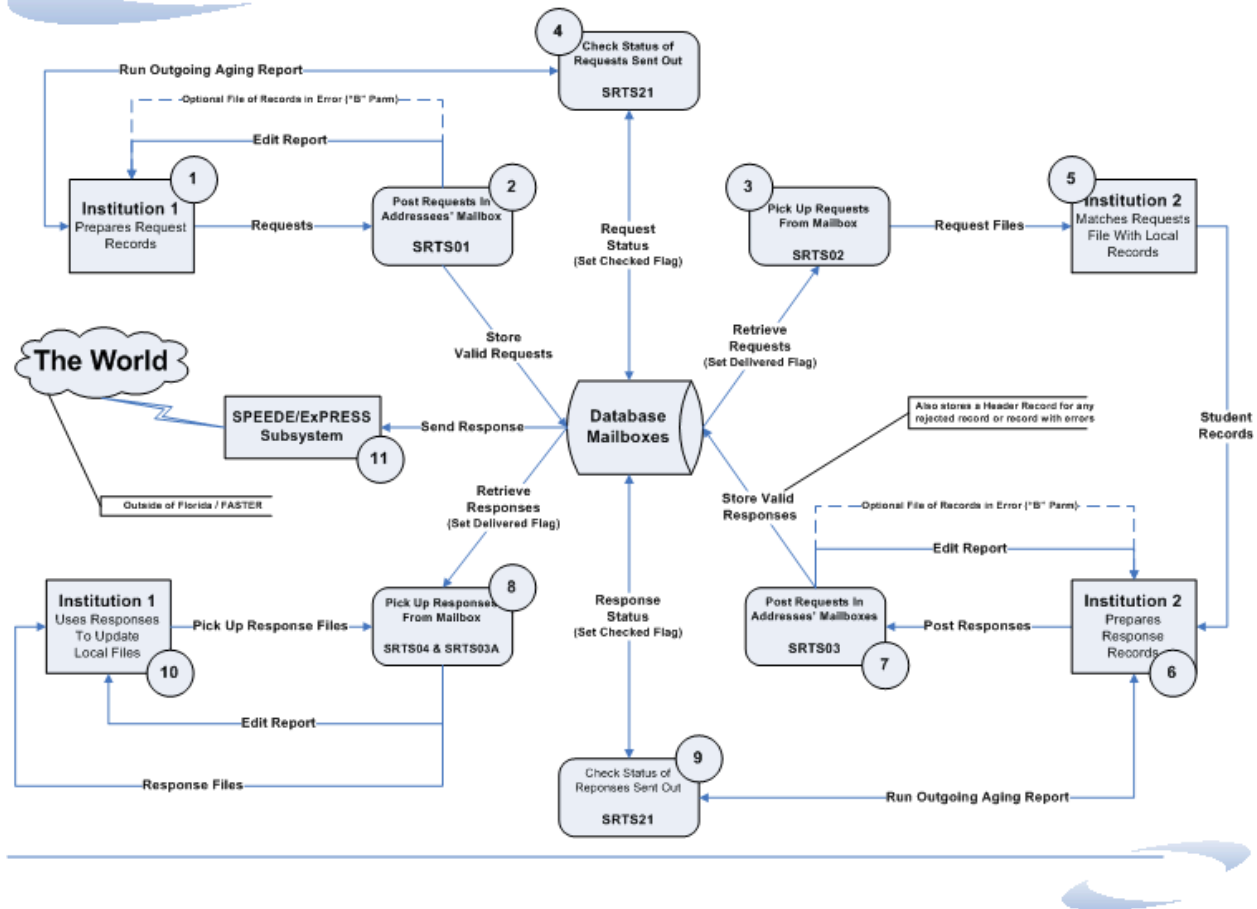 4
Check Status of
Requests Sent Out
SRTS21
Run Outgoing Aging Report
Optional File of Records in Error ("B" Parm)
Edit Report
1
Institution 1
Prepares Request
Records
Requests
2
Post Requests In
Addressees' Mailbox
SRTS01
Request
Status
(Set Checked Flag)
3
Pick Up Requests
From Mailbox
SRTS02
Request Files
5
Institution 2
Matches Requests
File With Local
Records
Store
Valid Requests
Retrieve
Requests
(Set Delivered Flag)
The World
SPEEDE/ExPRESS
Subsystem
11
Send Response
Database
Mailboxes
Also stores a Header Record for any
rejected record or record with errors
Student
Records
Outside of Florida / FASTER
Retrieve
Responses
(Set Delivered Flag)
Store Valid
Responses
Optional File of Records in Error ("B" Parm)
Edit Report
Institution 1
Uses Responses
To Update
Local Files
10
Pick Up Response Files
8
Pick Up Responses
From Mailbox
SRTS04 & SRTS03A
Response
Status
(Set Checked Flag)
Post Requests In
Addresses' Mailboxes
SRTS03
7
Post Responses
Institution 2
Prepares
Response
Records
6
Edit Report
Response Files
9
Check Status of
Reponses Sent Out
SRTS21
Run Outgoing Aging Report